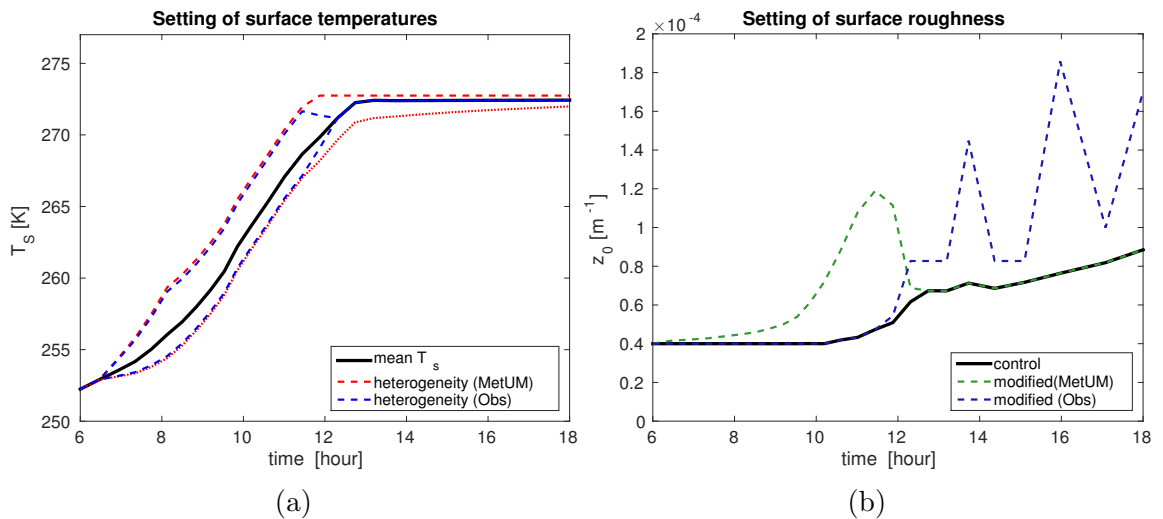 Setting of surface temperatures
275
270
265
260
255
250
T_S [K]
6 8 10 12 14 16 18
time [hour]
mean T_s
heterogeneity (MetUM)
heterogeneity (Obs)
(a)
Setting of surface roughness
×10^-4
2
1.8
1.6
1.4
1.2
1
0.8
0.6
0.4
0.2
0
z_0 [m^-1]
6 8 10 12 14 16 18
time [hour]
control
modified(MetUM)
modified (Obs)
(b)